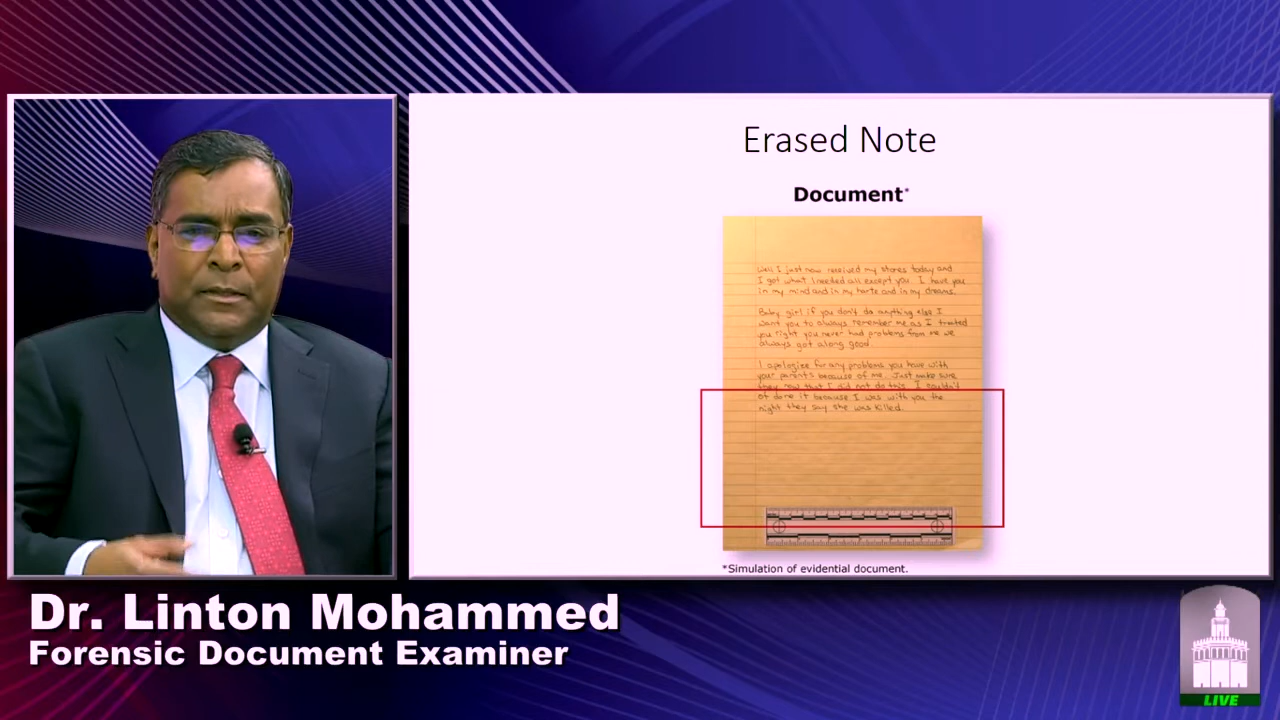 Erased Note
Document*
Well I just now received my stores today and
I got what I needed all except you. I have you
in my mind and in my harte and in my dreams.
Baby girl if you don't do anything else I
want you to always remember me as I treated
you right you never had problems from me we
always got along good.
I apologize for any problems you have with
your parents because of me. Just make sure
they now that I did not do this. I couldn't
of done it because I was with you the
night they say she was killed.
*Simulation of evidential document.
Dr. Linton Mohammed
Forensic Document Examiner
LIVE